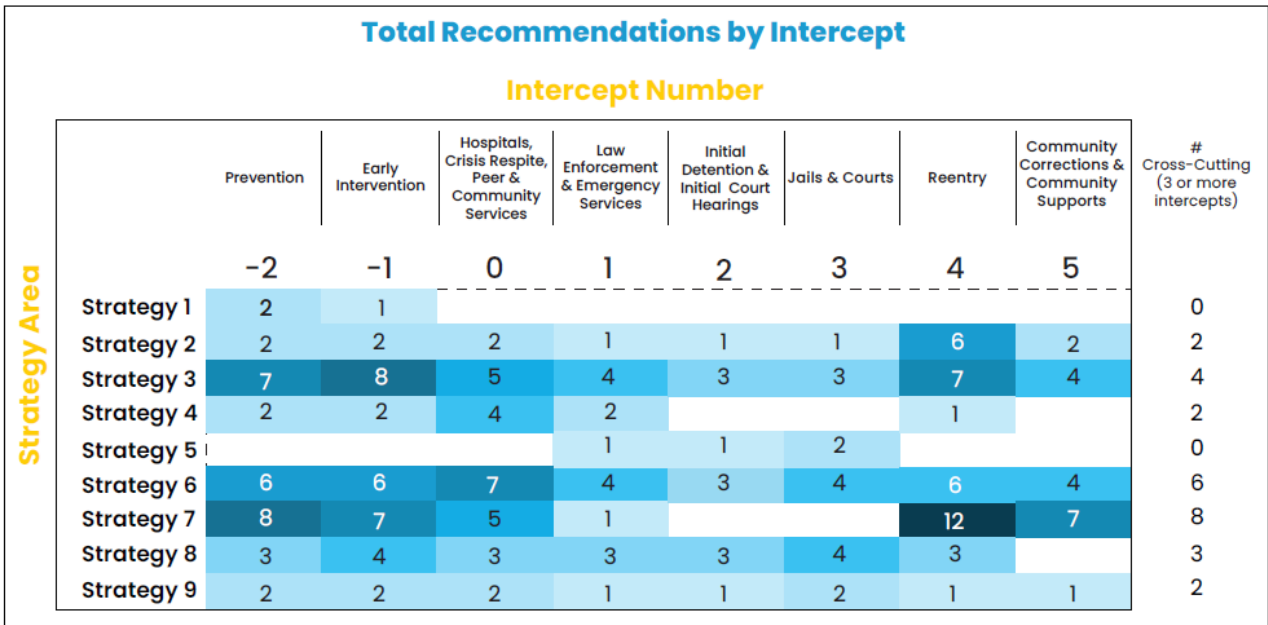 Total Recommendations by Intercept
Intercept Number
Prevention
Early
Intervention
Hospitals,
Crisis Respite,
Peer &
Community
Services
Law
Enforcement
& Emergency
Services
Initial
Detention &
Initial Court
Hearings
Jails & Courts
Reentry
Community
Corrections &
Community
Supports
#
Cross-Cutting
(3 or more
intercepts)
-2 -1 0 1 2 3 4 5
Strategy Area
Strategy 1 2 1 0
Strategy 2 2 2 2 1 1 1 6 2 2
Strategy 3 7 8 5 4 3 3 7 4 4
Strategy 4 2 2 4 2 1 2
Strategy 5 1 1 2 0
Strategy 6 6 6 7 4 3 4 6 4 6
Strategy 7 8 7 5 1 12 7 8
Strategy 8 3 4 3 3 3 4 3 3
Strategy 9 2 2 2 1 1 2 1 1 2